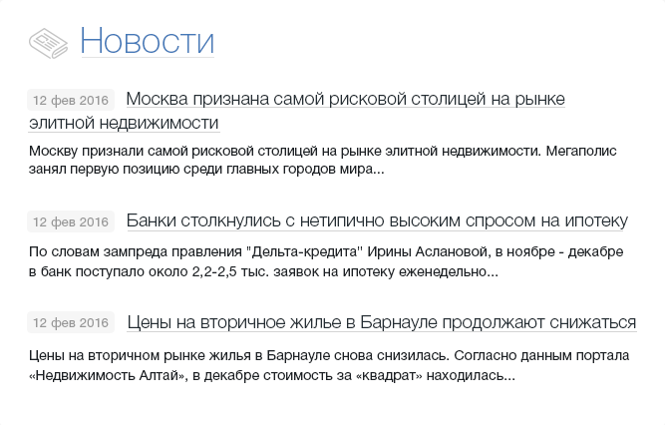 Новости
12 фев 2016 Москва признана самой рисковой столицей на рынке
элитной недвижимости
Москву признали самой рисковой столицей на рынке элитной недвижимости. Мегаполис
занял первую позицию среди главных городов мира...
12 фев 2016 Банки столкнулись с нетипично высоким спросом на ипотеку
По словам зампреда правления "Дельта-кредита" Ирины Аслановой, в ноябре - декабре
в банк поступало около 2,2-2,5 тыс. заявок на ипотеку еженедельно...
12 фев 2016 Цены на вторичное жилье в Барнауле продолжают снижаться
Цены на вторичном рынке жилья в Барнауле снова снизилась. Согласно данным портала
«Недвижимость Алтай», в декабре стоимость за «квадрат» находилась...